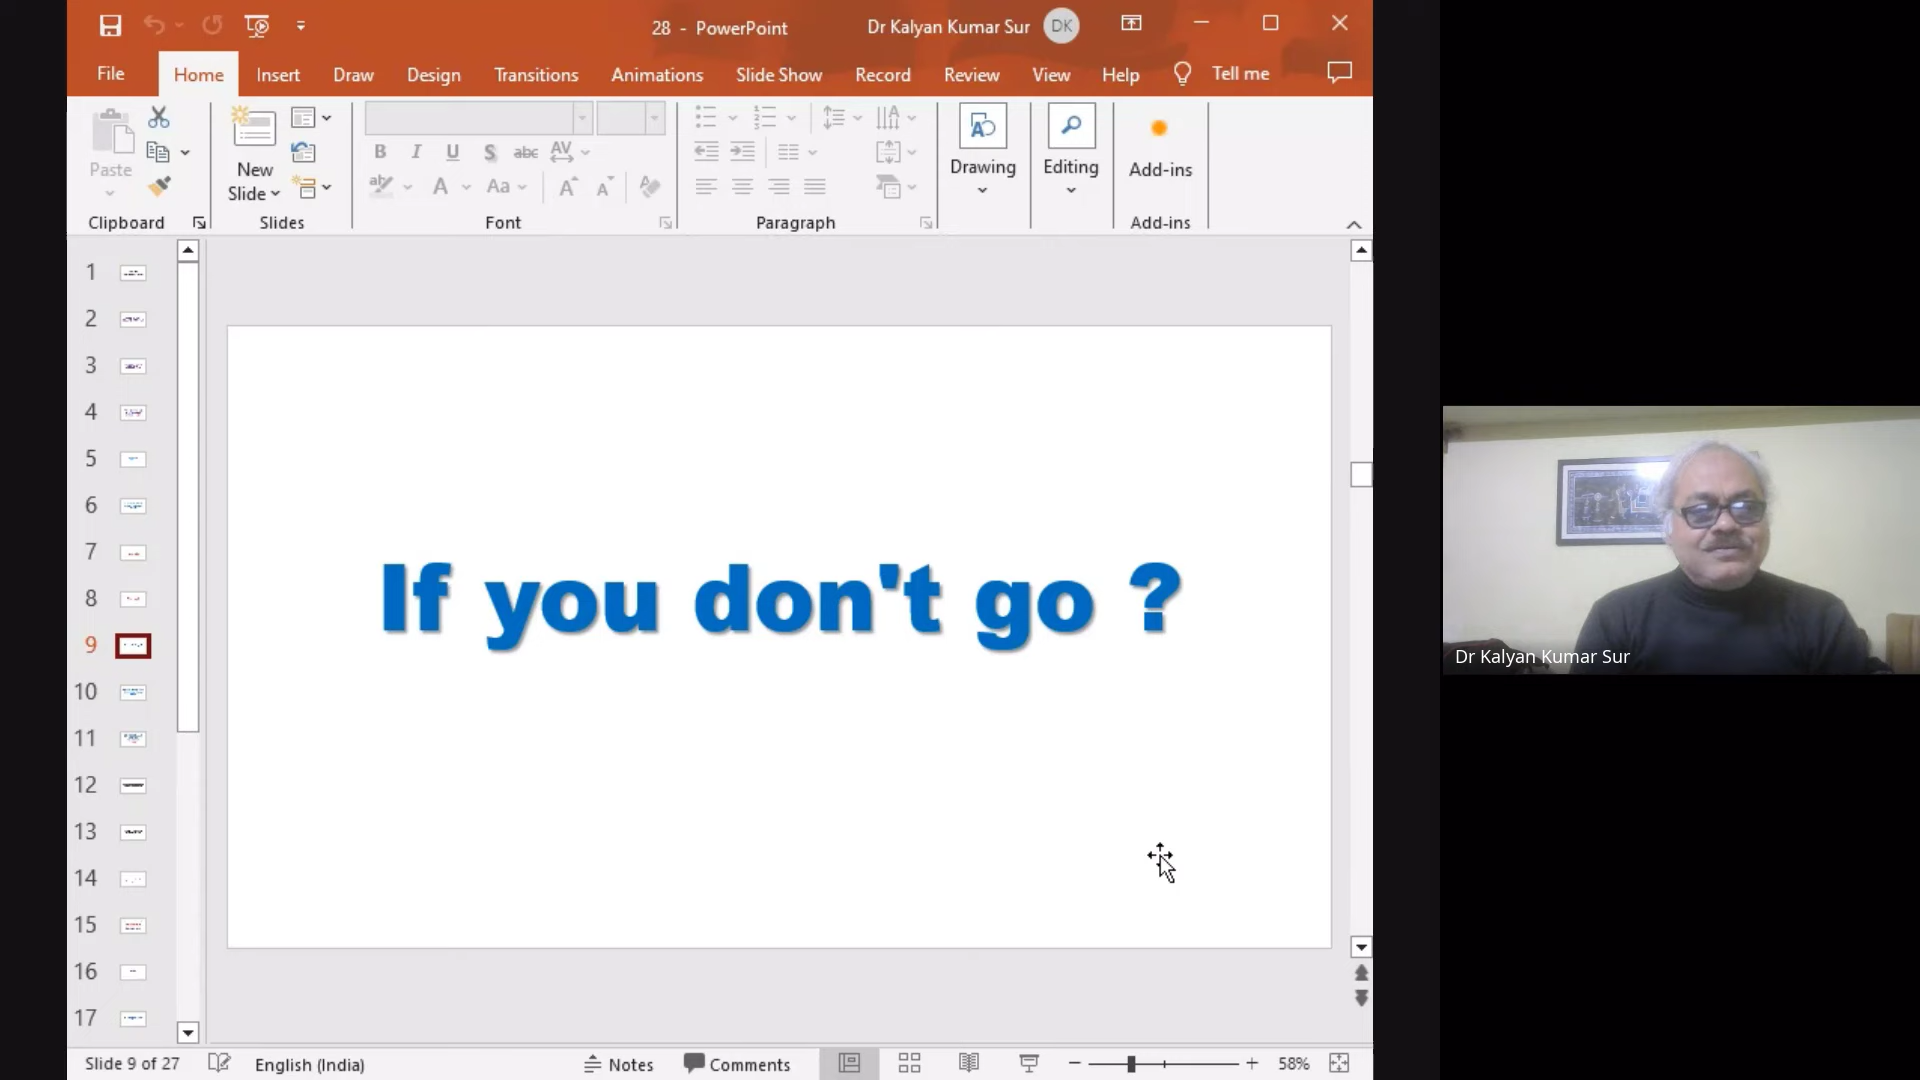 28 - PowerPoint
Dr Kalyan Kumar Sur DK
File Home Insert Draw Design Transitions Animations Slide Show Record Review View Help Tell me
Paste
New
Slide
B I U S abc AV
A Aa A A
Drawing
Editing
Add-ins
Clipboard
Slides
Font
Paragraph
Add-ins
1
2
3
4
5
6
7
8
9
10
11
12
13
14
15
16
17
If you don't go ?
Dr Kalyan Kumar Sur
Slide 9 of 27 English (India) Notes Comments 58%